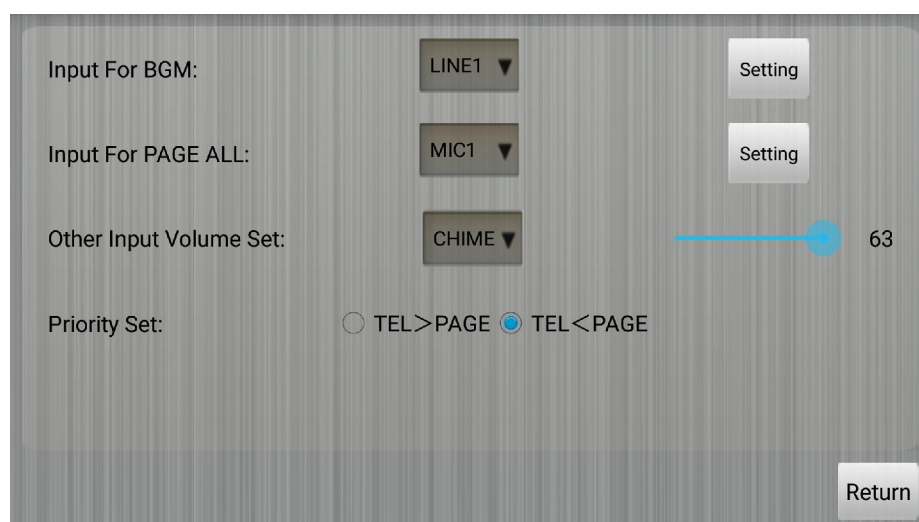 Input For BGM: LINE1 ▼ Setting
Input For PAGE ALL: MIC1 ▼ Setting
Other Input Volume Set: CHIME ▼ 63
Priority Set: TEL＞PAGE TEL＜PAGE
Return